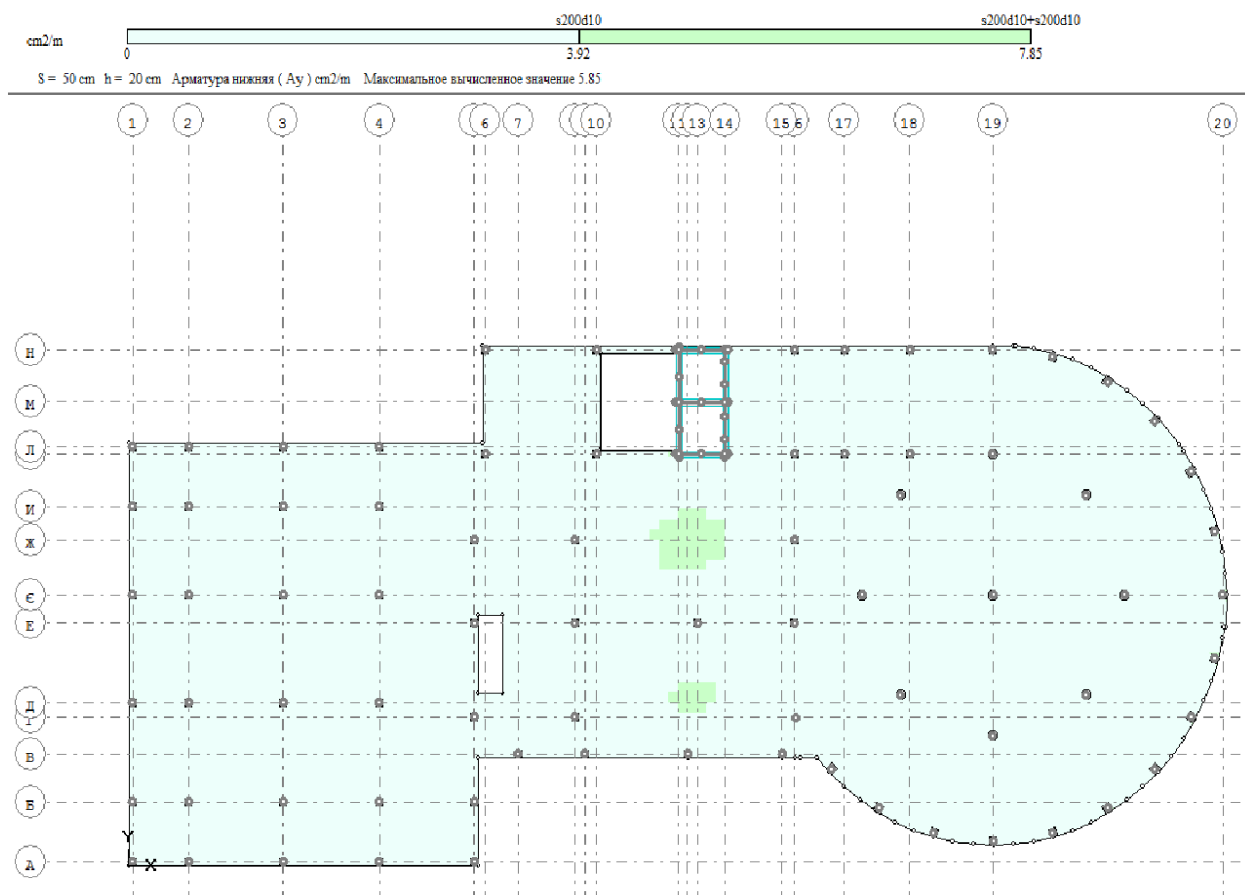 s200d10 s200d10+s200d10
cm2/m
0 3.92 7.85
S = 50 cm h = 20 cm Арматура нижняя ( Ay ) cm2/m Максимальное вычисленное значение 5.85
1 2 3 4 6 7 10 11 13 14 15 17 18 19 20
Н
М
Л
И
Ж
Є
Е
Д
В
Б
Y
X
А